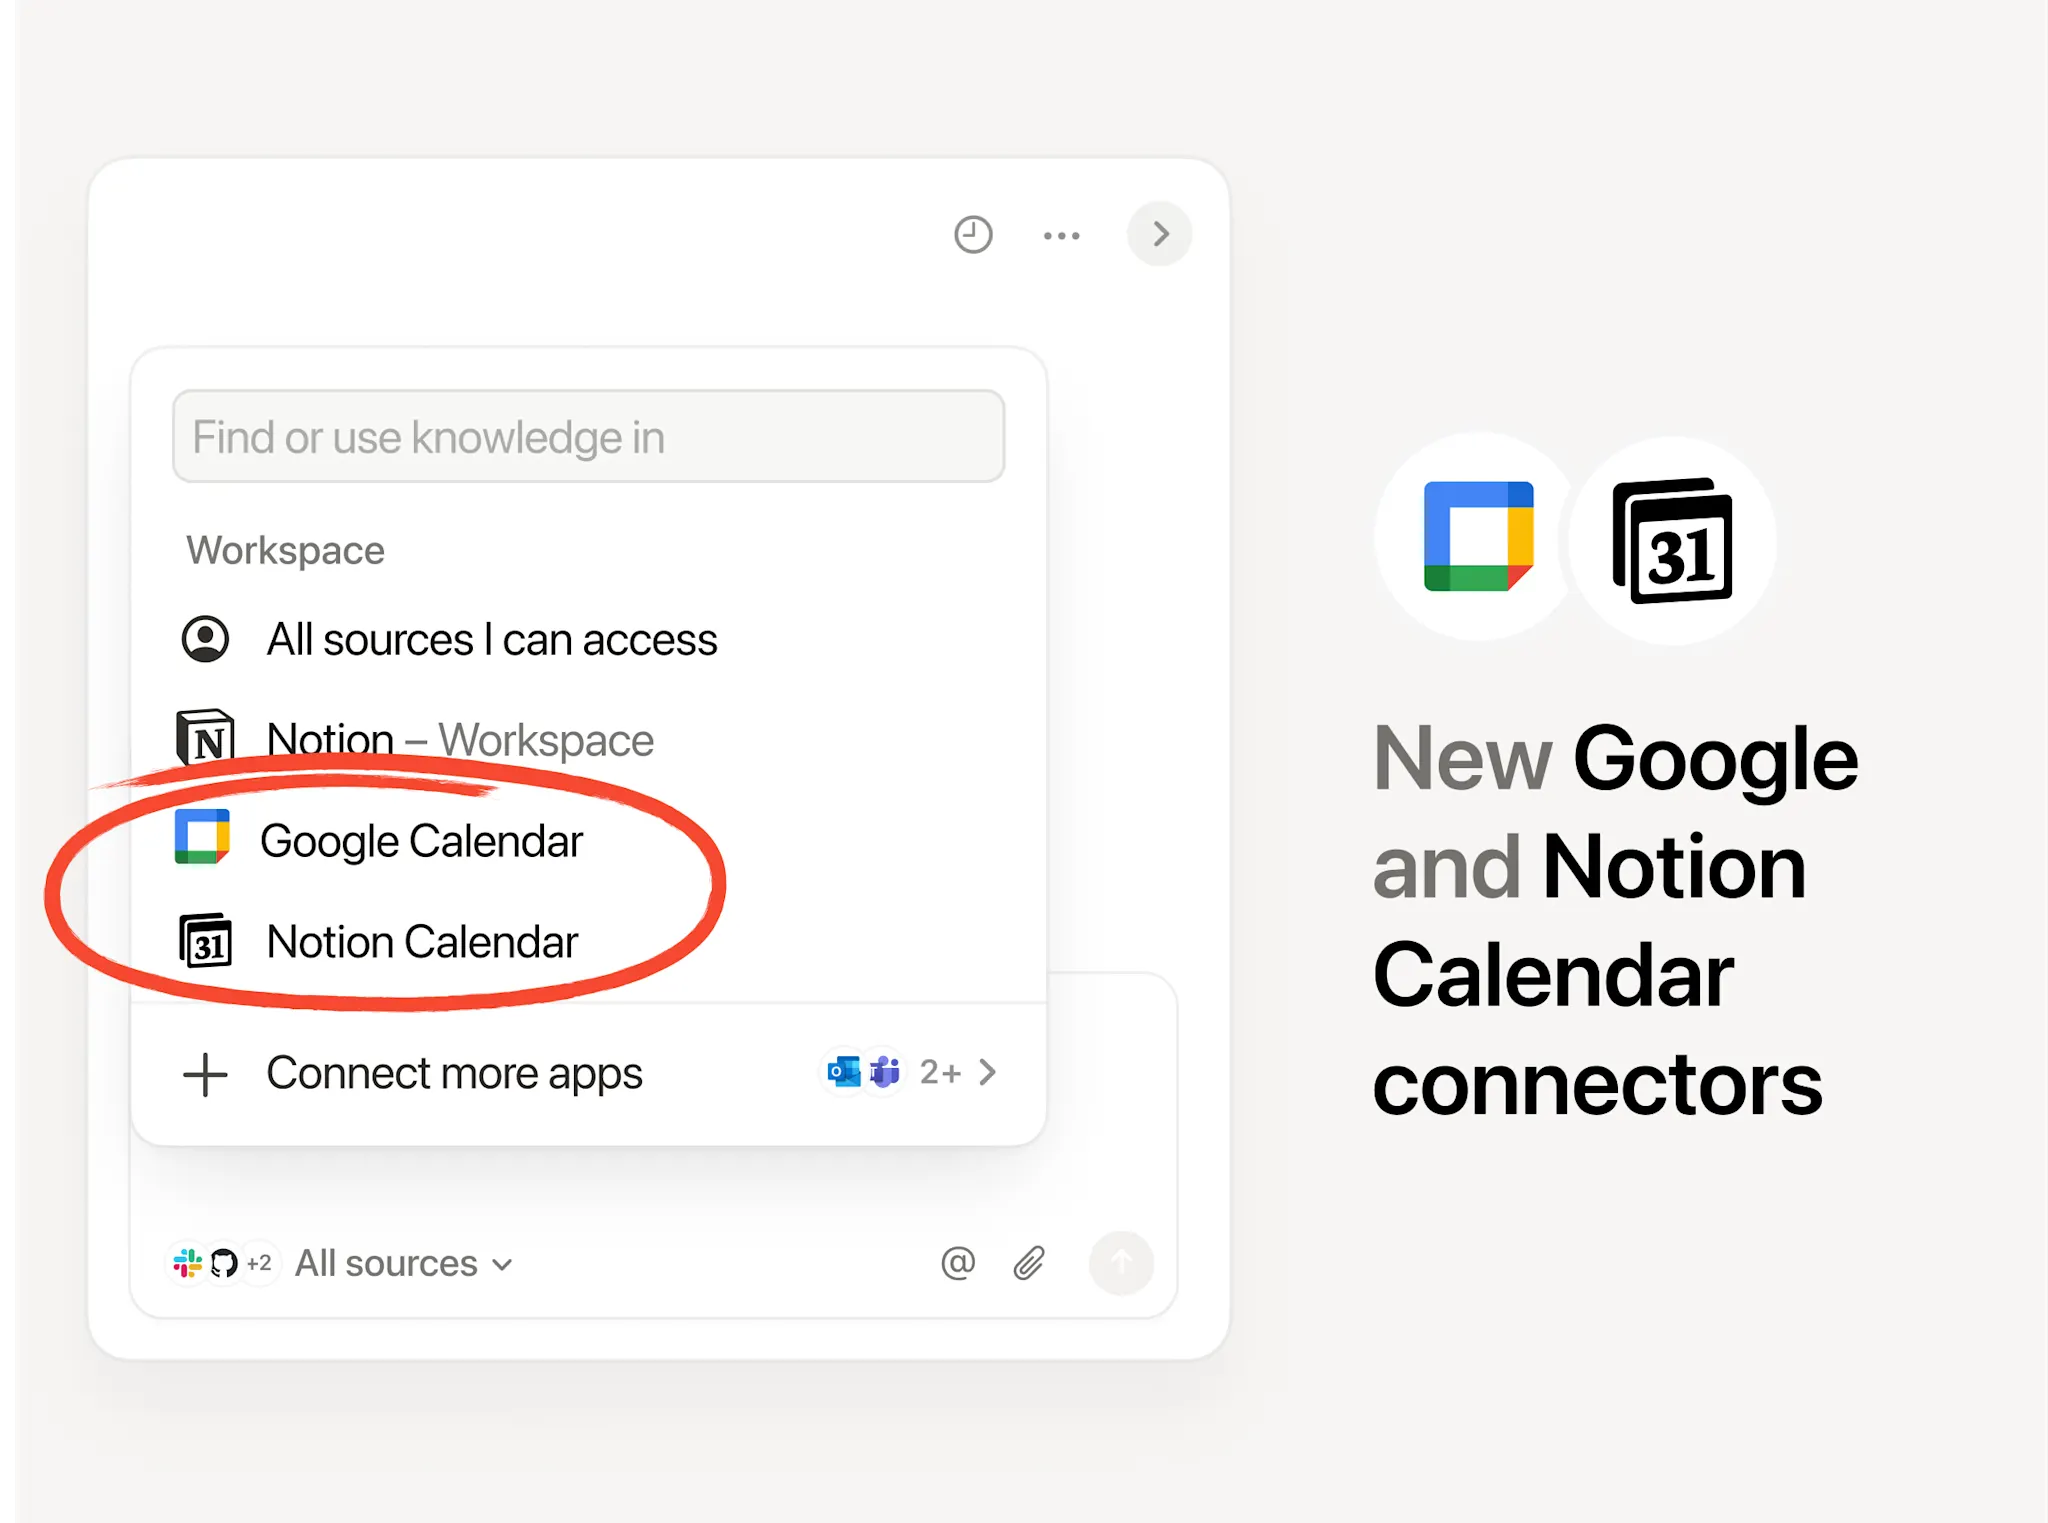 Find or use knowledge in
Workspace
All sources I can access
Notion – Workspace
Google Calendar
31 Notion Calendar
Connect more apps 2+
+2 All sources
31
New Google
and Notion
Calendar
connectors